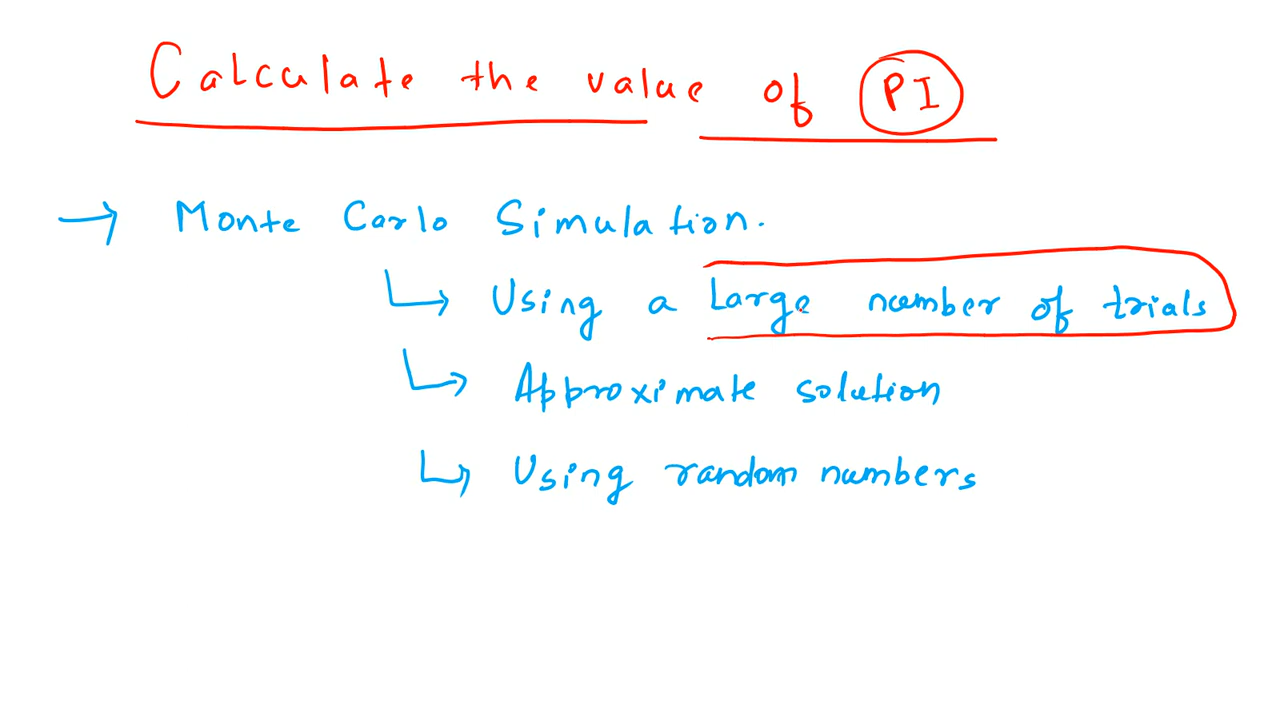 Calculate the value of PI
→ Monte Carlo Simulation.
↳ Using a Large number of trials
↳ Approximate solution
↳ Using random numbers